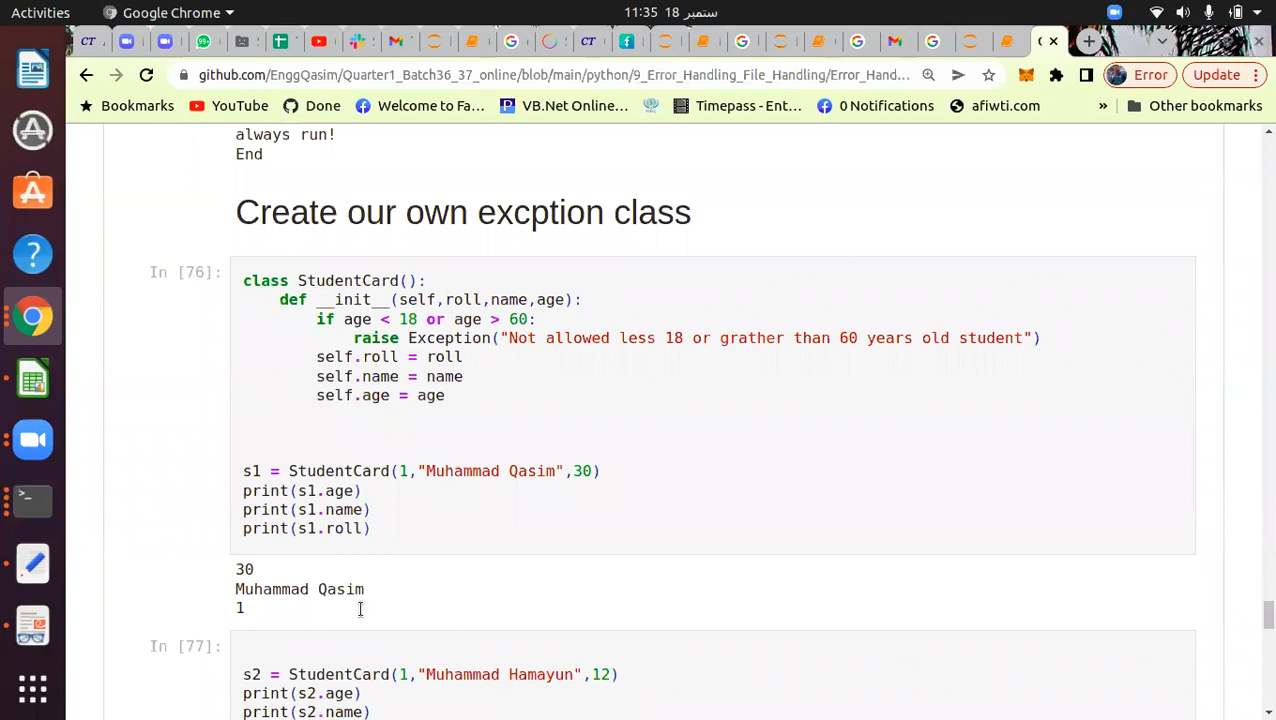 Activities
Google Chrome
11:35 18 ستمبر
CT
CT
G
G
G
G
github.com/EnggQasim/Quarter1_Batch36_37_online/blob/main/python/9_Error_Handling_File_Handling/Error_Hand...
Error
Update
Bookmarks
YouTube
Done
Welcome to Fa...
VB.Net Online...
Timepass - Ent...
0 Notifications
afiwti.com
»
Other bookmarks
always run!
End
Create our own excption class
In [76]:
class StudentCard():
def __init__(self,roll,name,age):
if age < 18 or age > 60:
raise Exception("Not allowed less 18 or grather than 60 years old student")
self.roll = roll
self.name = name
self.age = age
s1 = StudentCard(1,"Muhammad Qasim",30)
print(s1.age)
print(s1.name)
print(s1.roll)
30
Muhammad Qasim
1
In [77]:
s2 = StudentCard(1,"Muhammad Hamayun",12)
print(s2.age)
print(s2.name)